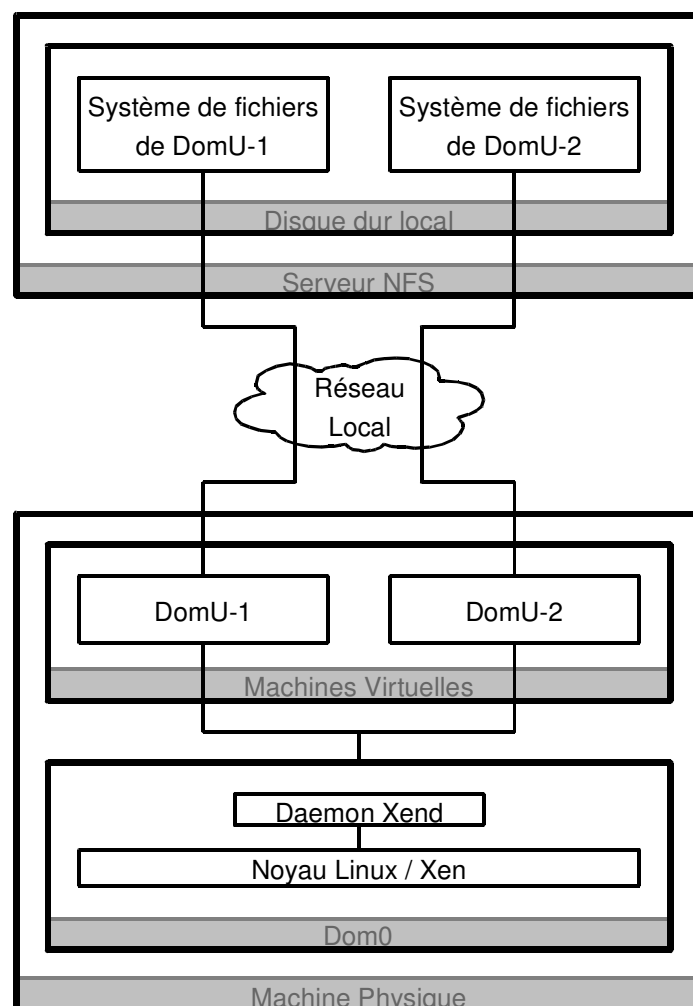 Système de fichiers
de DomU-1
Système de fichiers
de DomU-2
Disque dur local
Serveur NFS
Réseau
Local
DomU-1
DomU-2
Machines Virtuelles
Daemon Xend
Noyau Linux / Xen
Dom0
Machine Physique